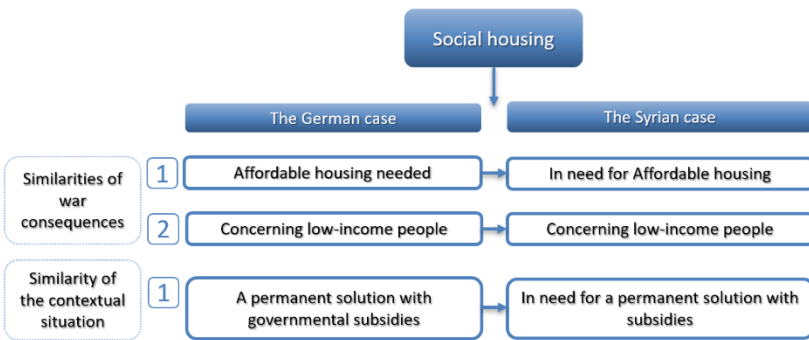 Social housing
The German case
The Syrian case
Similarities of
war
consequences
1
Affordable housing needed
In need for Affordable housing
2
Concerning low-income people
Concerning low-income people
Similarity of
the contextual
situation
1
A permanent solution with
governmental subsidies
In need for a permanent solution with
subsidies